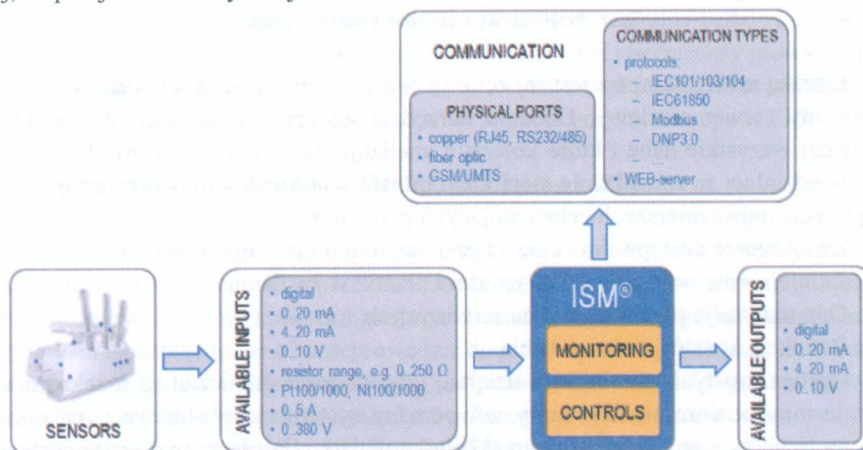 COMMUNICATION
PHYSICAL PORTS
• copper (RJ45, RS232/485)
• fiber optic
• GSM/UMTS
COMMUNICATION TYPES
• protocols:
– IEC101/103/104
– IEC61850
– Modbus
– DNP3.0
• WEB-server
SENSORS
AVAILABLE INPUTS
• digital
• 0..20 mA
• 4..20 mA
• 0..10 V
• resistor range, e.g. 0..250 Ω
• Pt100/1000, NI100/1000
• 0..5 A
• 0..380 V
ISM®
MONITORING
CONTROLS
AVAILABLE OUTPUTS
• digital
• 0..20 mA
• 4..20 mA
• 0..10 V